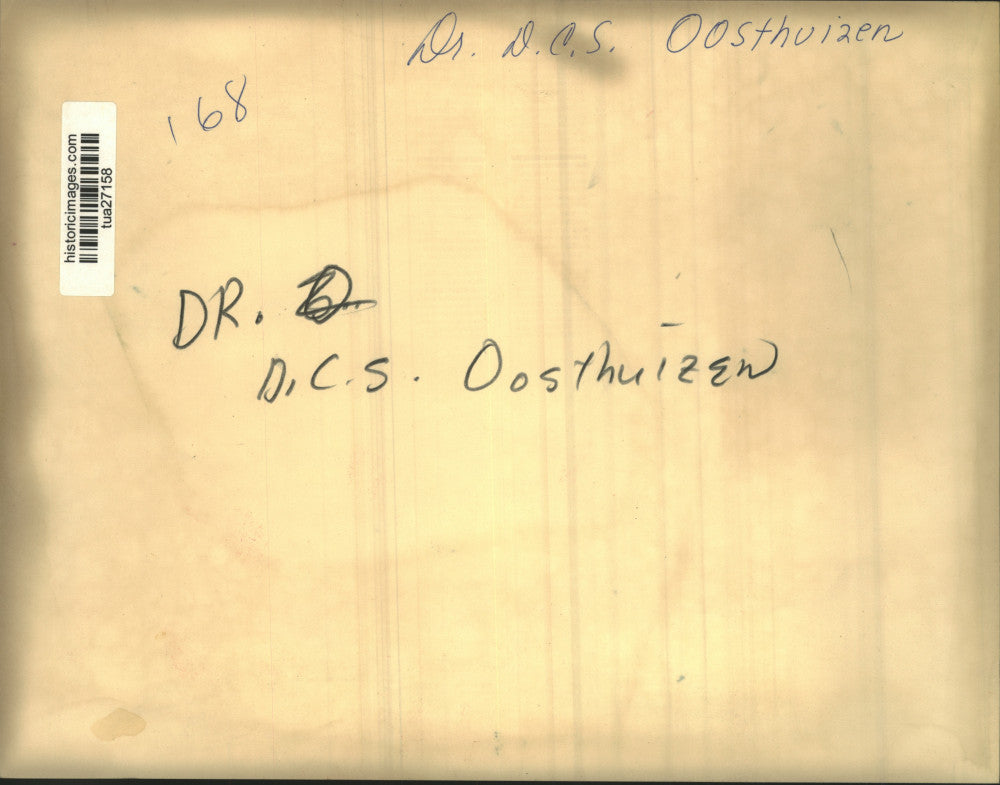 Dr. D.C.S. Oosthuizen
168
historicimages.com
tua27158
DR.
D.C.S. Oosthuizen